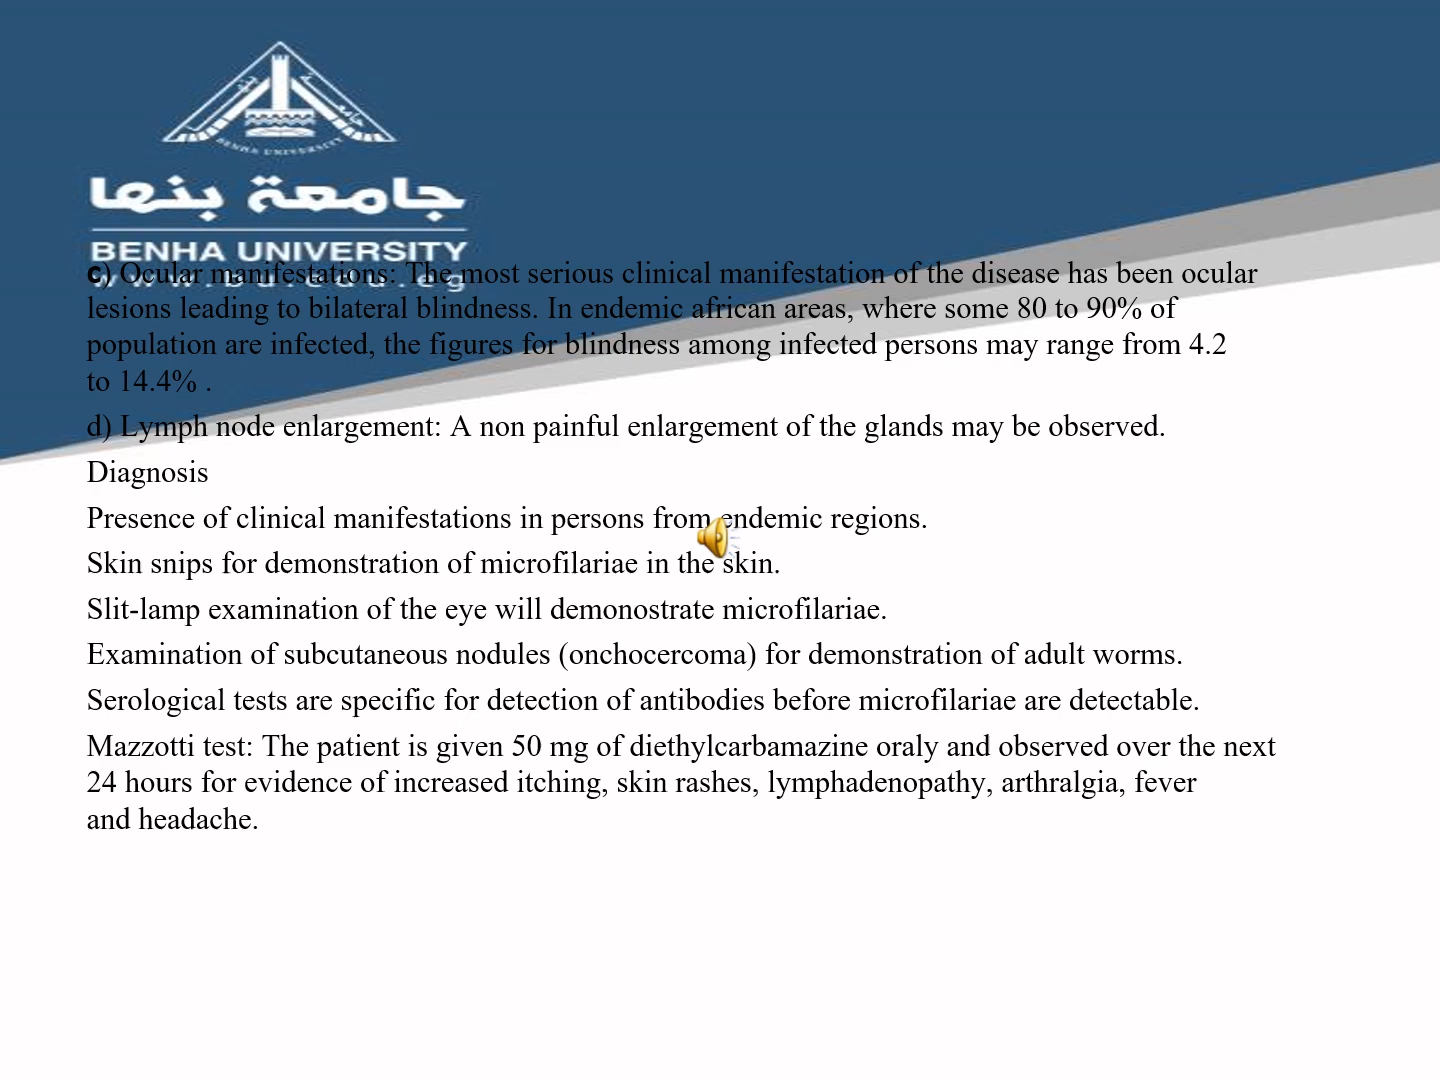 BENHA UNIVERSITY
جامعة بنها
BENHA UNIVERSITY
c) Ocular manifestations: The most serious clinical manifestation of the disease has been ocular
lesions leading to bilateral blindness. In endemic african areas, where some 80 to 90% of
population are infected, the figures for blindness among infected persons may range from 4.2
to 14.4% .
d) Lymph node enlargement: A non painful enlargement of the glands may be observed.
Diagnosis
Presence of clinical manifestations in persons from endemic regions.
Skin snips for demonstration of microfilariae in the skin.
Slit-lamp examination of the eye will demonostrate microfilariae.
Examination of subcutaneous nodules (onchocercoma) for demonstration of adult worms.
Serological tests are specific for detection of antibodies before microfilariae are detectable.
Mazzotti test: The patient is given 50 mg of diethylcarbamazine oraly and observed over the next
24 hours for evidence of increased itching, skin rashes, lymphadenopathy, arthralgia, fever
and headache.